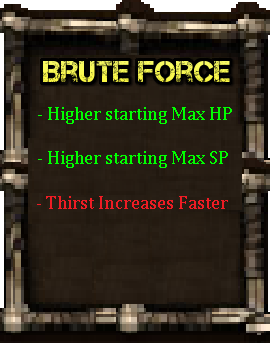 BRUTE FORCE
- Higher starting Max HP
- Higher starting Max SP
- Thirst Increases Faster